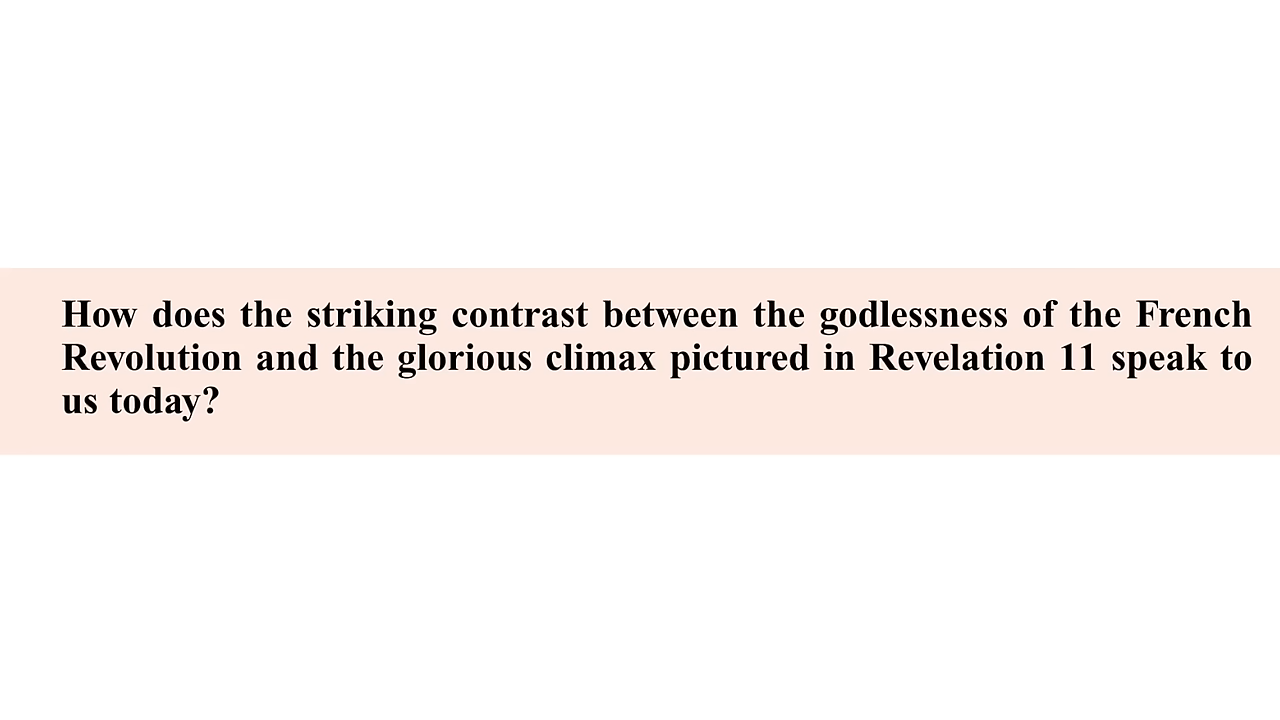 How does the striking contrast between the godlessness of the French
Revolution and the glorious climax pictured in Revelation 11 speak to
us today?